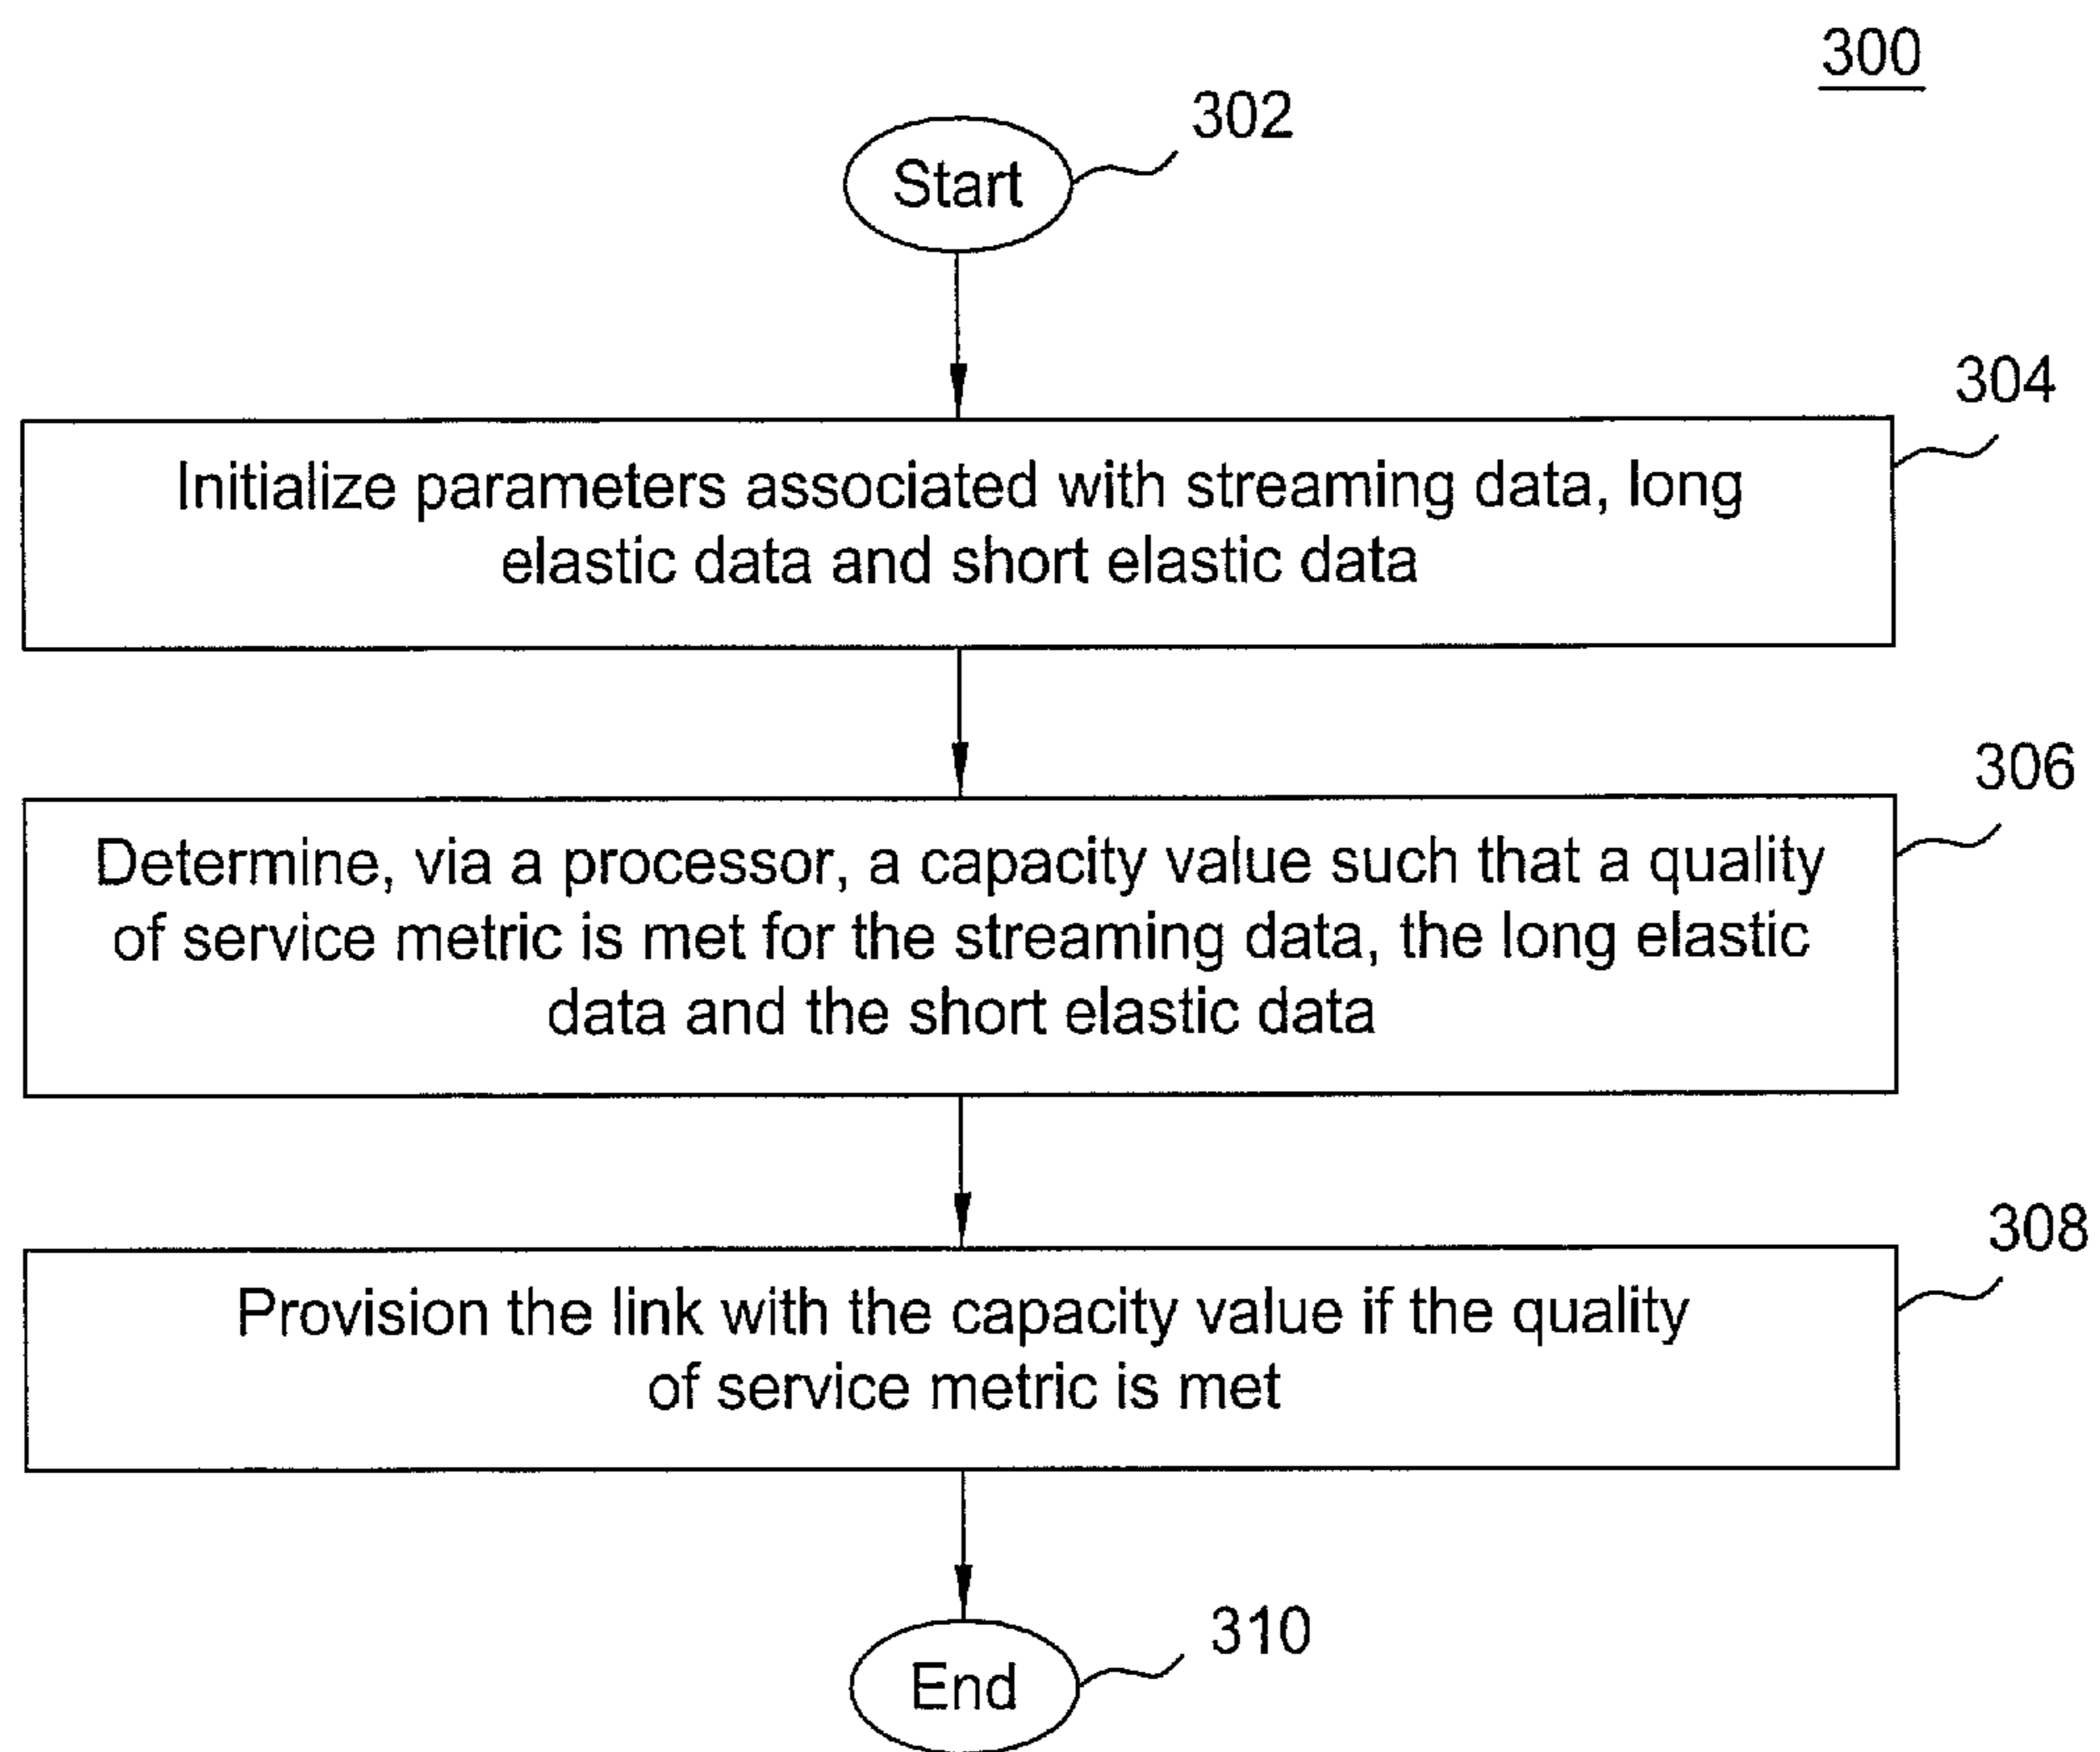 300
302
Start
304
Initialize parameters associated with streaming data, long
elastic data and short elastic data
306
Determine, via a processor, a capacity value such that a quality
of service metric is met for the streaming data, the long elastic
data and the short elastic data
308
Provision the link with the capacity value if the quality
of service metric is met
310
End